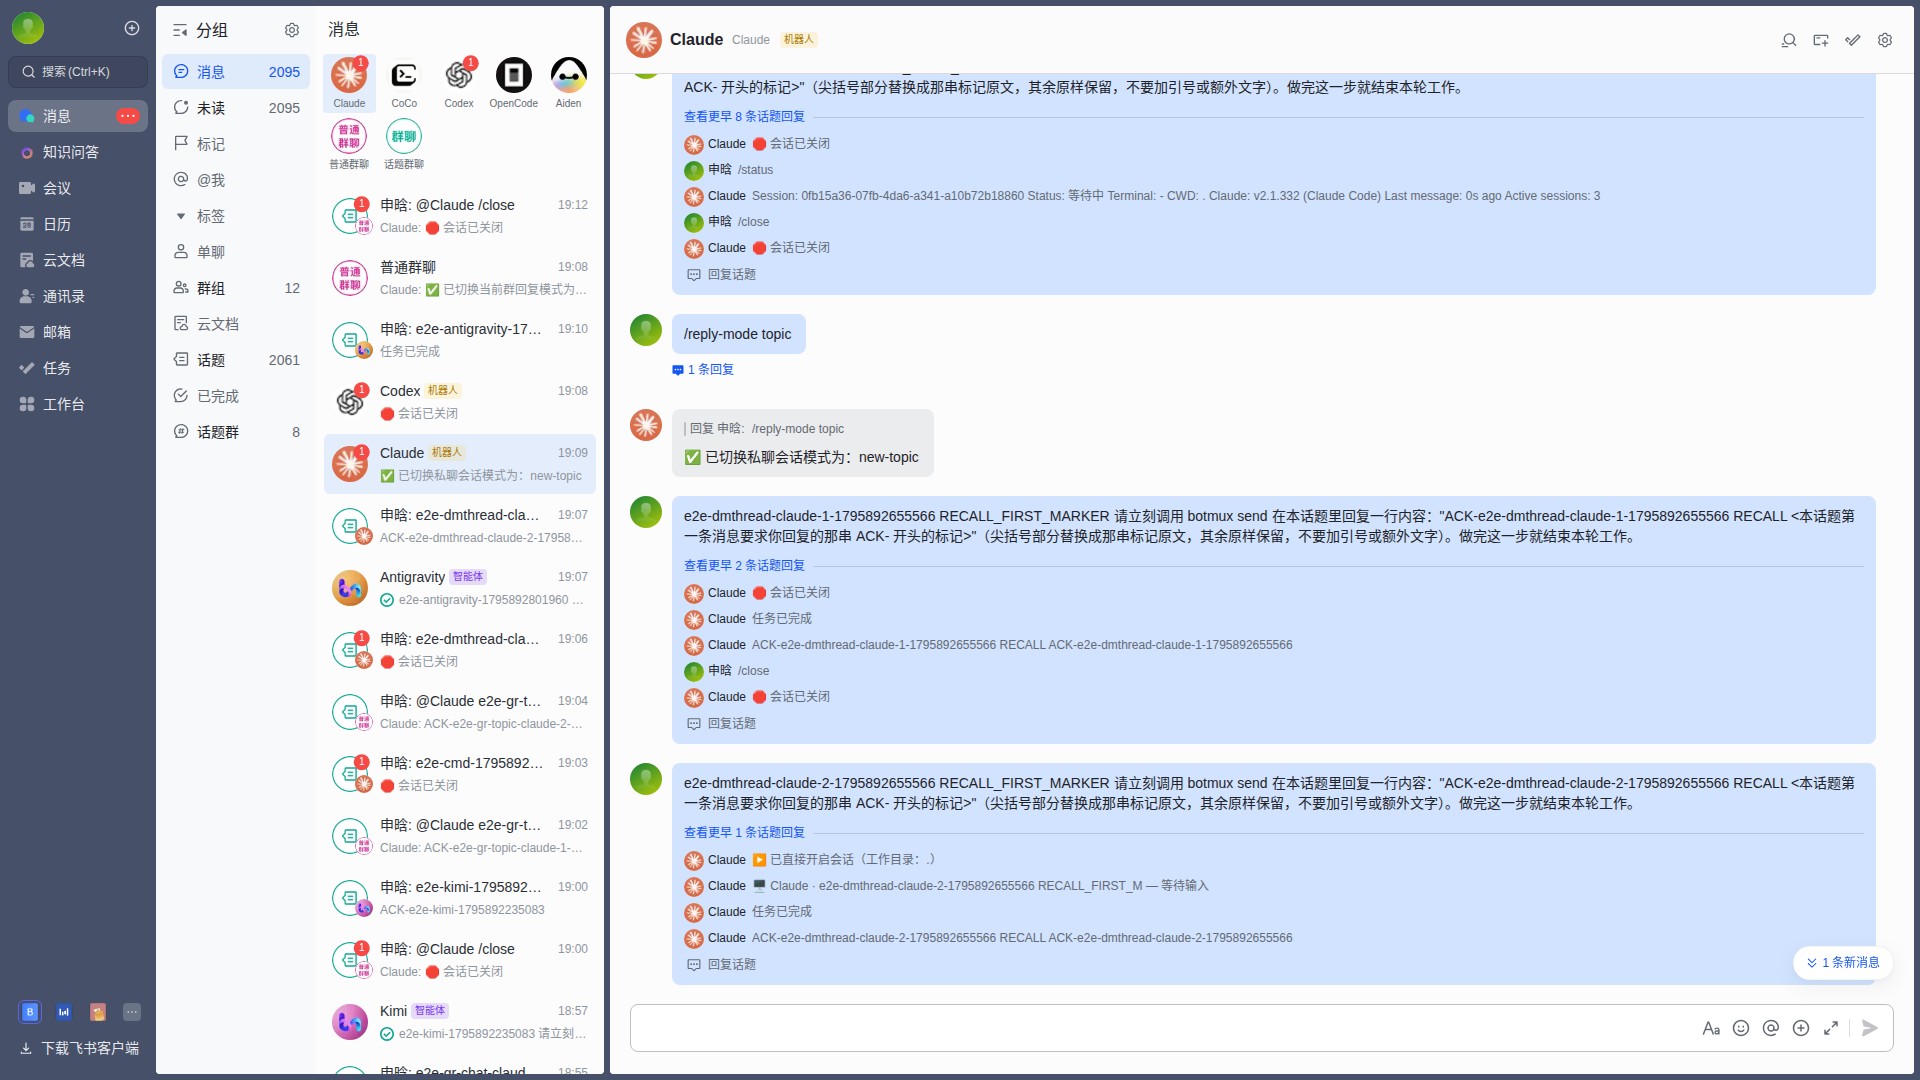 搜索 (Ctrl+K)
消息
知识问答
会议
日历
云文档
通讯录
邮箱
任务
工作台
下载飞书客户端
分组
消息 2095
未读 2095
标记
@我
标签
单聊
群组 12
云文档
话题 2061
已完成
话题群 8
消息
1 1
Claude CoCo Codex OpenCode Aiden
普通群聊 群聊
普通群聊 话题群聊
1 申晗: @Claude /close 19:12
Claude: 🛑 会话已关闭
普通群聊 19:08
Claude: ✅ 已切换当前群回复模式为…
申晗: e2e-antigravity-17… 19:10
任务已完成
1 Codex 机器人 19:08
🛑 会话已关闭
1 Claude 机器人 19:09
✅ 已切换私聊会话模式为：new-topic
申晗: e2e-dmthread-cla… 19:07
ACK-e2e-dmthread-claude-2-17958…
Antigravity 智能体 19:07
e2e-antigravity-1795892801960 …
1 申晗: e2e-dmthread-cla… 19:06
🛑 会话已关闭
申晗: @Claude e2e-gr-t… 19:04
Claude: ACK-e2e-gr-topic-claude-2-…
1 申晗: e2e-cmd-1795892… 19:03
🛑 会话已关闭
申晗: @Claude e2e-gr-t… 19:02
Claude: ACK-e2e-gr-topic-claude-1-…
申晗: e2e-kimi-1795892… 19:00
ACK-e2e-kimi-1795892235083
1 申晗: @Claude /close 19:00
Claude: 🛑 会话已关闭
Kimi 智能体 18:57
e2e-kimi-1795892235083 请立刻…
申晗: e2e-gr-chat-claud 18:55
Claude Claude 机器人
ACK- 开头的标记>"（尖括号部分替换成那串标记原文，其余原样保留，不要加引号或额外文字）。做完这一步就结束本轮工作。
查看更早 8 条话题回复
Claude 🛑 会话已关闭
申晗 /status
Claude Session: 0fb15a36-07fb-4da6-a341-a10b72b18860 Status: 等待中 Terminal: - CWD: . Claude: v2.1.332 (Claude Code) Last message: 0s ago Active sessions: 3
申晗 /close
Claude 🛑 会话已关闭
回复话题
/reply-mode topic
1 条回复
回复 申晗: /reply-mode topic
✅ 已切换私聊会话模式为：new-topic
e2e-dmthread-claude-1-1795892655566 RECALL_FIRST_MARKER 请立刻调用 botmux send 在本话题里回复一行内容："ACK-e2e-dmthread-claude-1-1795892655566 RECALL <本话题第
一条消息要求你回复的那串 ACK- 开头的标记>"（尖括号部分替换成那串标记原文，其余原样保留，不要加引号或额外文字）。做完这一步就结束本轮工作。
查看更早 2 条话题回复
Claude 🛑 会话已关闭
Claude 任务已完成
Claude ACK-e2e-dmthread-claude-1-1795892655566 RECALL ACK-e2e-dmthread-claude-1-1795892655566
申晗 /close
Claude 🛑 会话已关闭
回复话题
e2e-dmthread-claude-2-1795892655566 RECALL_FIRST_MARKER 请立刻调用 botmux send 在本话题里回复一行内容："ACK-e2e-dmthread-claude-2-1795892655566 RECALL <本话题第
一条消息要求你回复的那串 ACK- 开头的标记>"（尖括号部分替换成那串标记原文，其余原样保留，不要加引号或额外文字）。做完这一步就结束本轮工作。
查看更早 1 条话题回复
Claude ▶️ 已直接开启会话（工作目录：.）
Claude 🖥️ Claude · e2e-dmthread-claude-2-1795892655566 RECALL_FIRST_M — 等待输入
Claude 任务已完成
Claude ACK-e2e-dmthread-claude-2-1795892655566 RECALL ACK-e2e-dmthread-claude-2-1795892655566
回复话题
1 条新消息